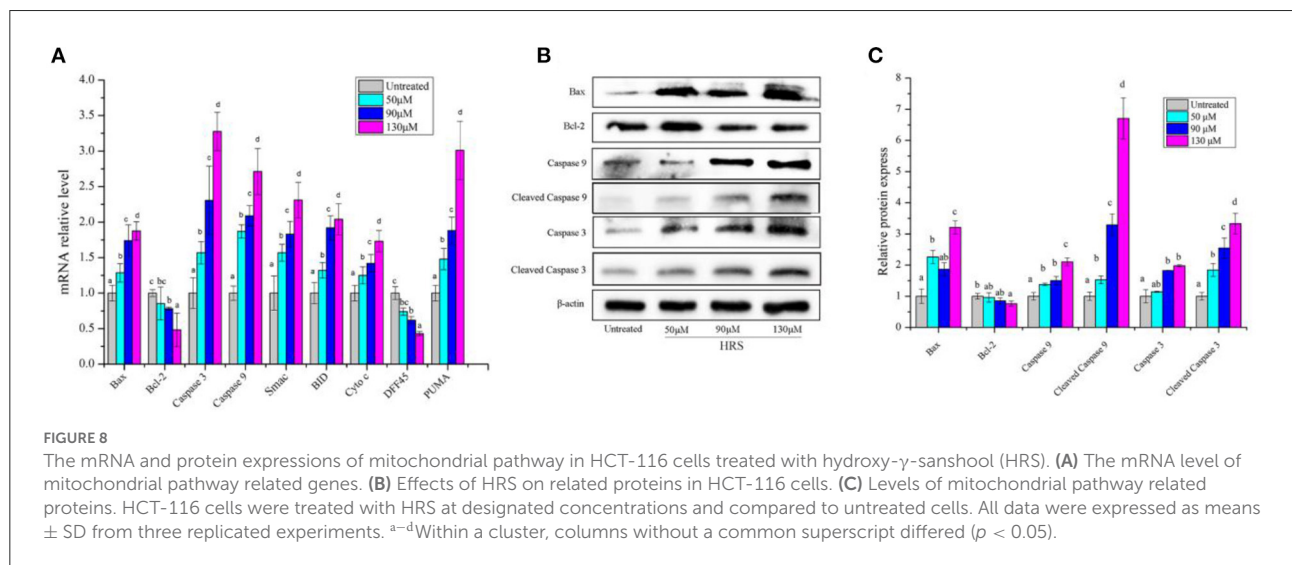 A
mRNA relative level
4.0
3.5
3.0
2.5
2.0
1.5
1.0
0.5
0.0
Untreated
50μM
90μM
130μM
a b c d
c bc b a
a b c d
a b c d
a b c d
a b c d
a b c d
c bc b a
a b c d
Bax
Bcl-2
Caspase 3
Caspase 9
Smac
BID
Cyto c
DFF45
PUMA
B
Bax
Bcl-2
Caspase 9
Cleaved Caspase 9
Caspase 3
Cleaved Caspase 3
β-actin
Untreated 50μM 90μM 130μM
HRS
C
Relative protein express
8
7
6
5
4
3
2
1
0
Untreated
50 μM
90 μM
130 μM
a b ab c
b ab ab a
a b b c
a b c d
a ab b b
a b c d
Bax
Bcl-2
Caspase 9
Cleaved Caspase 9
Caspase 3
Cleaved Caspase 3
FIGURE 8
The mRNA and protein expressions of mitochondrial pathway in HCT-116 cells treated with hydroxy-γ-sanshool (HRS). (A) The mRNA level of
mitochondrial pathway related genes. (B) Effects of HRS on related proteins in HCT-116 cells. (C) Levels of mitochondrial pathway related
proteins. HCT-116 cells were treated with HRS at designated concentrations and compared to untreated cells. All data were expressed as means
± SD from three replicated experiments. a–dWithin a cluster, columns without a common superscript differed (p < 0.05).